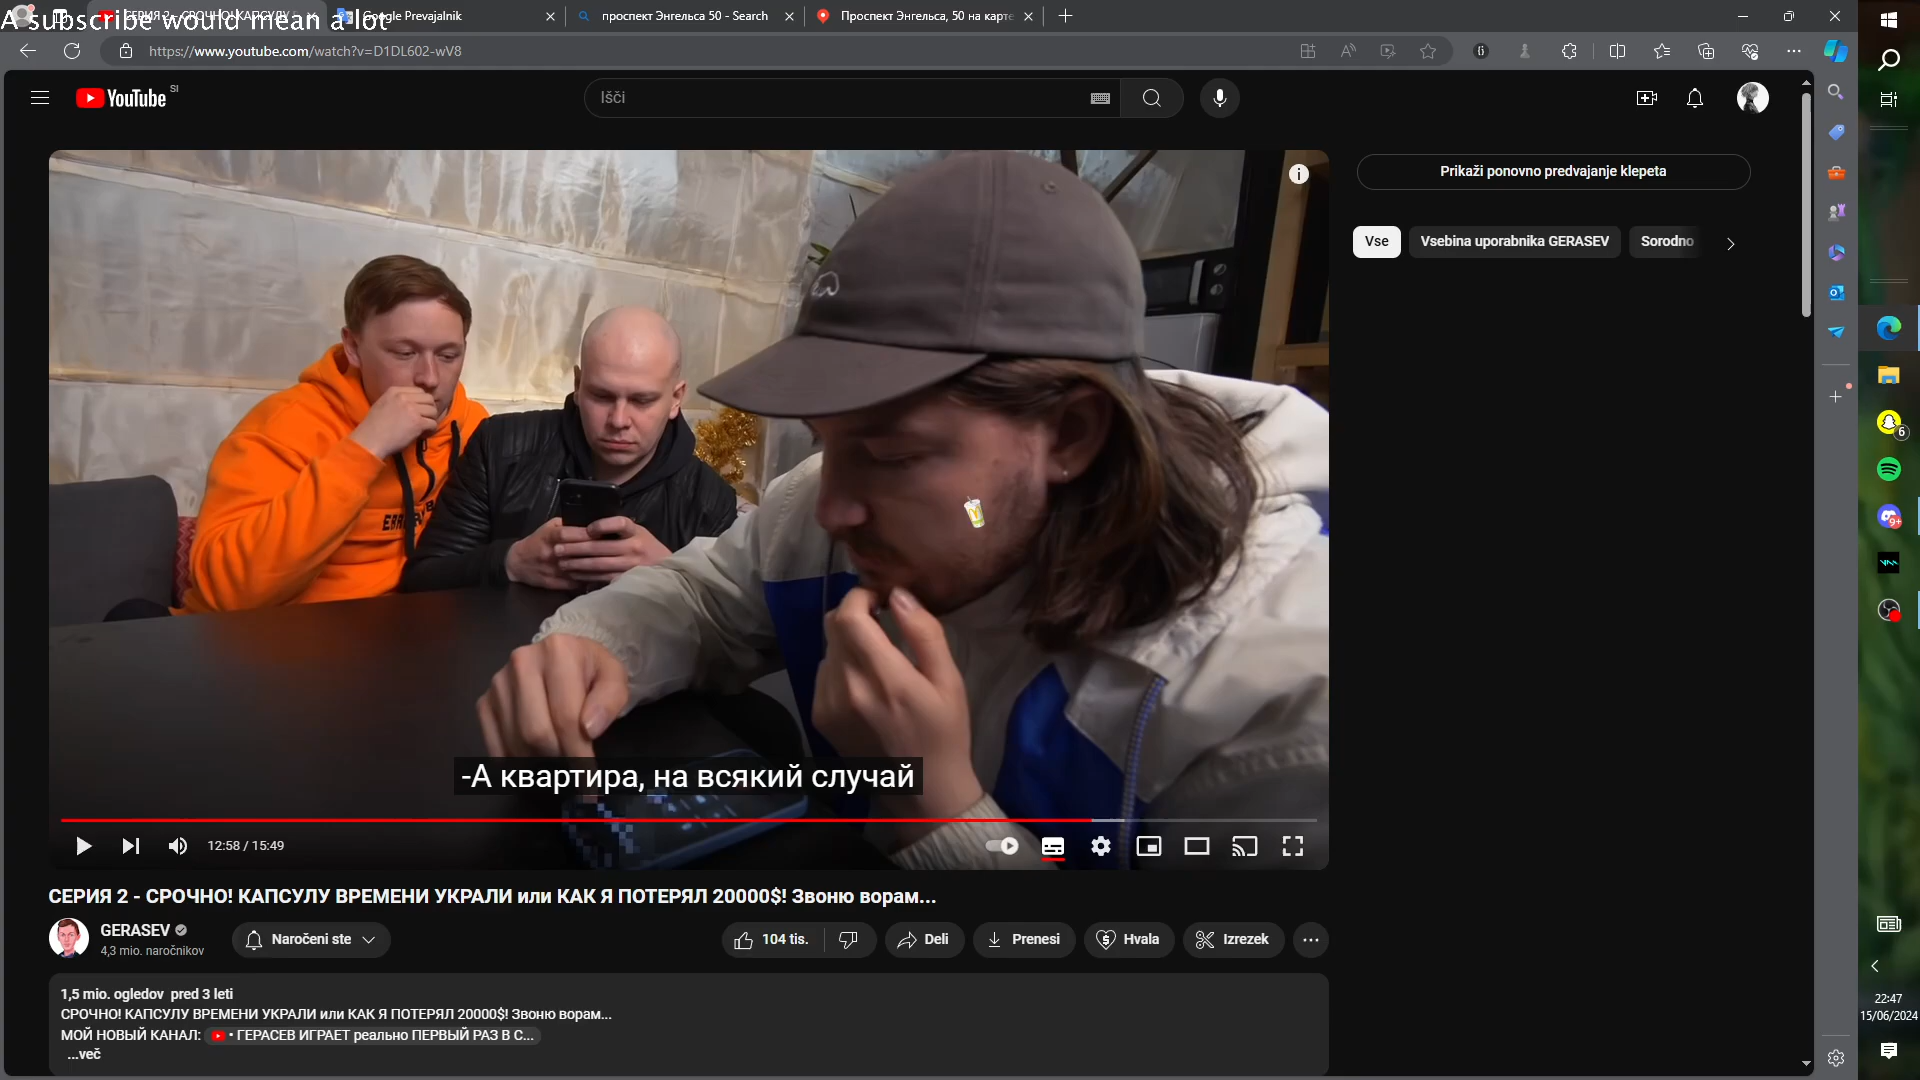 A subscribe would mean a lot
Google Prevajalnik
проспект Энгельса 50 - Search
Проспект Энгельса, 50 на карте
https://www.youtube.com/watch?v=D1DL602-wV8
YouTube SI
Išči
Prikaži ponovno predvajanje klepeta
Vse
Vsebina uporabnika GERASEV
Sorodno
-А квартира, на всякий случай
12:58 / 15:49
СЕРИЯ 2 - СРОЧНО! КАПСУЛУ ВРЕМЕНИ УКРАЛИ или КАК Я ПОТЕРЯЛ 20000$! Звоню ворам...
GERASEV
4,3 mio. naročnikov
Naročeni ste
104 tis.
Deli
Prenesi
Hvala
Izrezek
1,5 mio. ogledov pred 3 leti
СРОЧНО! КАПСУЛУ ВРЕМЕНИ УКРАЛИ или КАК Я ПОТЕРЯЛ 20000$! Звоню ворам...
МОЙ НОВЫЙ КАНАЛ: • ГЕРАСЕВ ИГРАЕТ реально ПЕРВЫЙ РАЗ В С...
...več
6
9+
22:47
15/06/2024